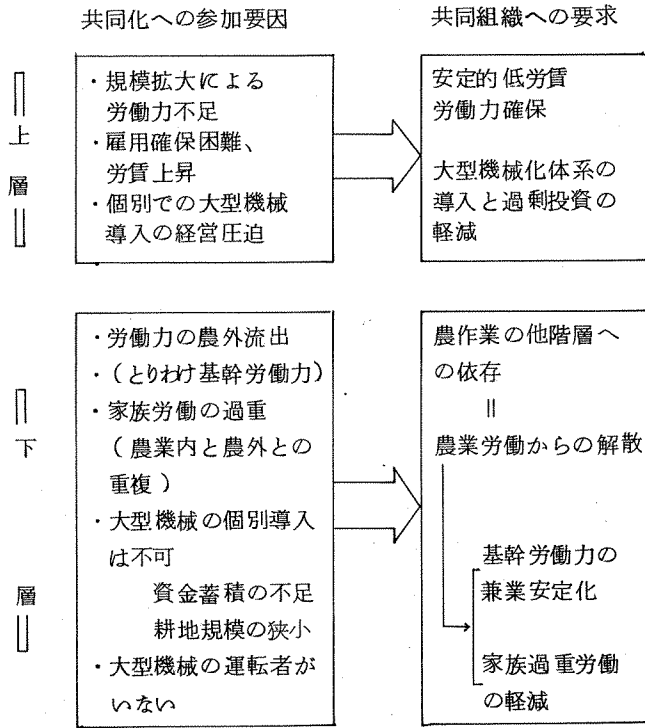 共同化への参加要因
共同組織への要求
上
層
・規模拡大による
労働力不足
・雇用確保困難、
労賃上昇
・個別での大型機械
導入の経営圧迫
安定的低労賃
労働力確保
大型機械化体系の
導入と過剰投資の
軽減
下
層
・労働力の農外流出
・(とりわけ基幹労働力)
・家族労働の過重
(農業内と農外との
重複)
・大型機械の個別導入
は不可
資金蓄積の不足
耕地規模の狭小
・大型機械の運転者が
いない
農作業の他階層へ
の依存
=
農業労働からの解散
基幹労働力の
兼業安定化
家族過重労働
の軽減